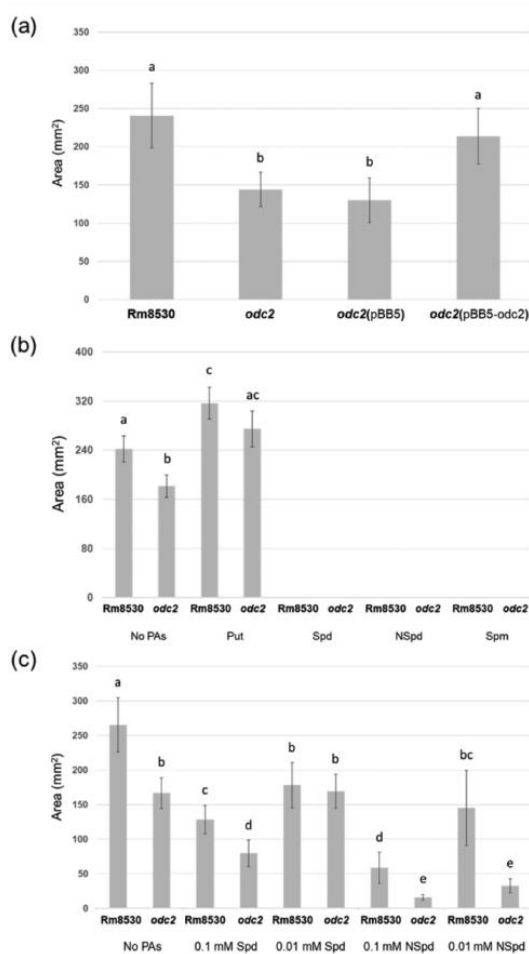 (a)
Area (mm²)
350
300
250
200
150
100
50
0
a
b
b
a
Rm8530 odc2 odc2(pBB5) odc2(pBB5-odc2)
(b)
Area (mm²)
400
320
240
160
80
0
a
b
c
ac
Rm8530 odc2 Rm8530 odc2 Rm8530 odc2 Rm8530 odc2 Rm8530 odc2
No PAs Put Spd NSpd Spm
(c)
Area (mm²)
350
300
250
200
150
100
50
0
a
b
c
d
b
b
d
e
bc
e
Rm8530 odc2 Rm8530 odc2 Rm8530 odc2 Rm8530 odc2 Rm8530 odc2
No PAs 0.1 mM Spd 0.01 mM Spd 0.1 mM NSpd 0.01 mM NSpd